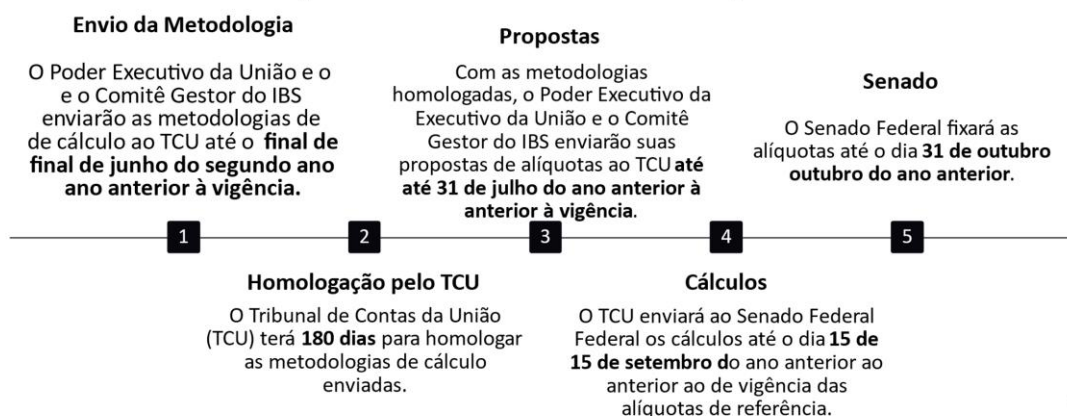 Envio da Metodologia
O Poder Executivo da União e o
e o Comitê Gestor do IBS
enviarão as metodologias de
de cálculo ao TCU até o final de
final de junho do segundo ano
ano anterior à vigência.
1
Homologação pelo TCU
O Tribunal de Contas da União
(TCU) terá 180 dias para homologar
as metodologias de cálculo
enviadas.
2
Propostas
Com as metodologias
homologadas, o Poder Executivo da
Executivo da União e o Comitê
Gestor do IBS enviarão suas
propostas de alíquotas ao TCU até
até 31 de julho do ano anterior à
anterior à vigência.
3
Cálculos
O TCU enviará ao Senado Federal
Federal os cálculos até o dia 15 de
15 de setembro do ano anterior ao
anterior ao de vigência das
alíquotas de referência.
4
Senado
O Senado Federal fixará as
alíquotas até o dia 31 de outubro
outubro do ano anterior.
5